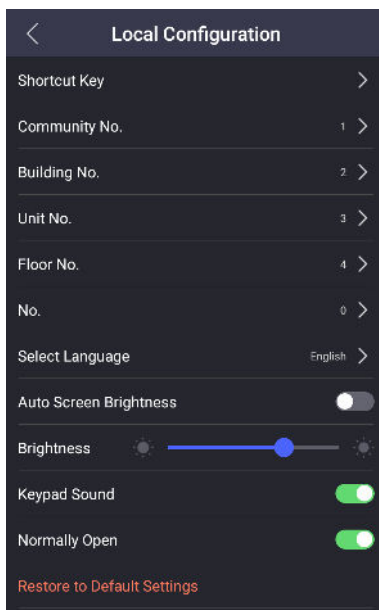 Local Configuration
Shortcut Key
Community No. 1
Building No. 2
Unit No. 3
Floor No. 4
No. 0
Select Language English
Auto Screen Brightness
Brightness
Keypad Sound
Normally Open
Restore to Default Settings